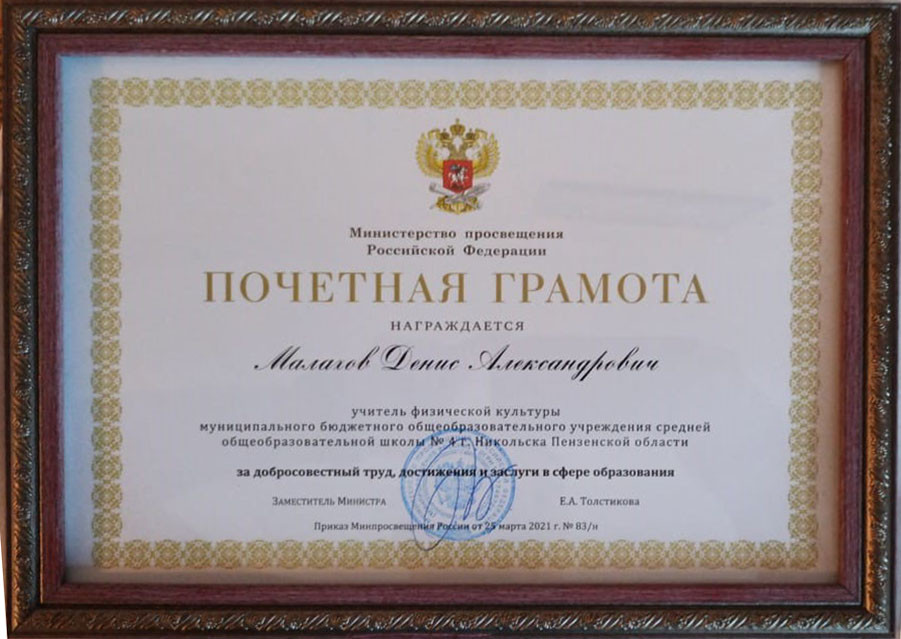 Министерство просвещения
Российской Федерации
ПОЧЕТНАЯ ГРАМОТА
НАГРАЖДАЕТСЯ
Малахов Денис Александрович
учитель физической культуры
муниципального бюджетного общеобразовательного учреждения средней
общеобразовательной школы № 4 г. Никольска Пензенской области
за добросовестный труд, достижения и заслуги в сфере образования
Заместитель Министра Е.А. Толстикова
Приказ Минпросвещения России от 25 марта 2021 г. № 83/н